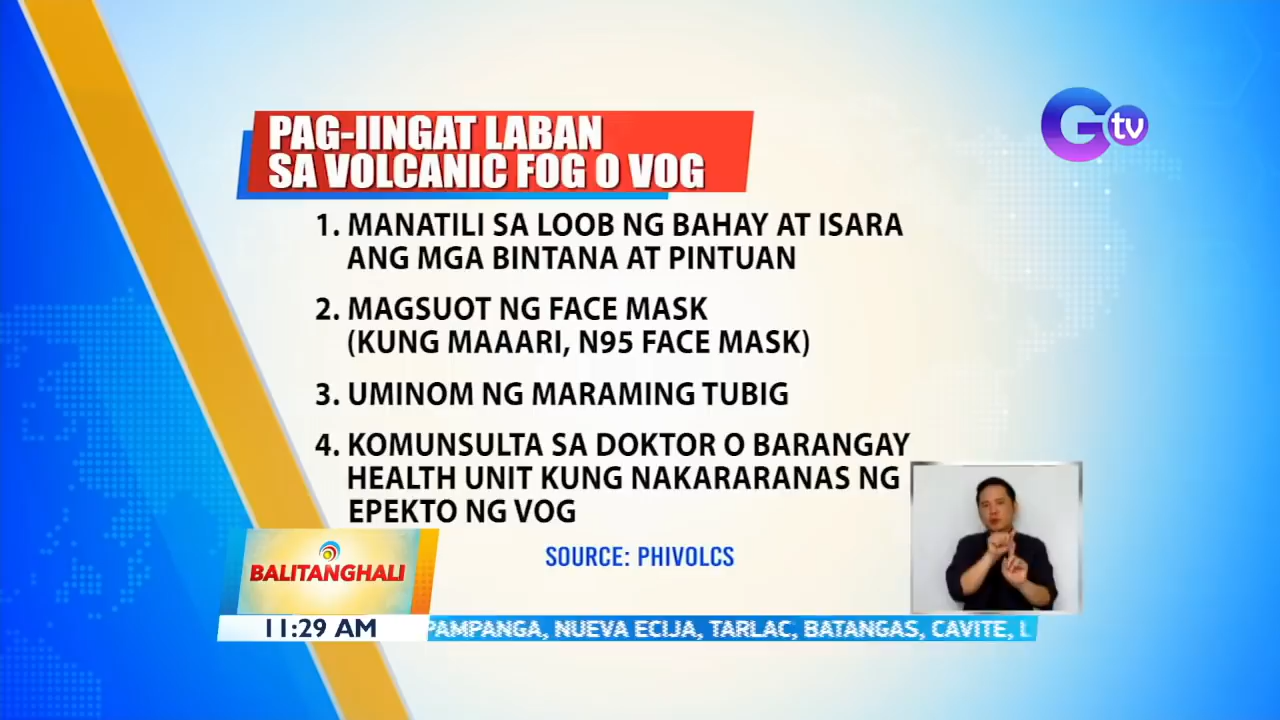 PAG-IINGAT LABAN
SA VOLCANIC FOG O VOG
Gtv
1. MANATILI SA LOOB NG BAHAY AT ISARA
ANG MGA BINTANA AT PINTUAN
2. MAGSUOT NG FACE MASK
(KUNG MAAARI, N95 FACE MASK)
3. UMINOM NG MARAMING TUBIG
4. KOMUNSULTA SA DOKTOR O BARANGAY
HEALTH UNIT KUNG NAKARARANAS NG
EPEKTO NG VOG
SOURCE: PHIVOLCS
BALITANGHALI
11:29 AM
PAMPANGA, NUEVA ECIJA, TARLAC, BATANGAS, CAVITE,